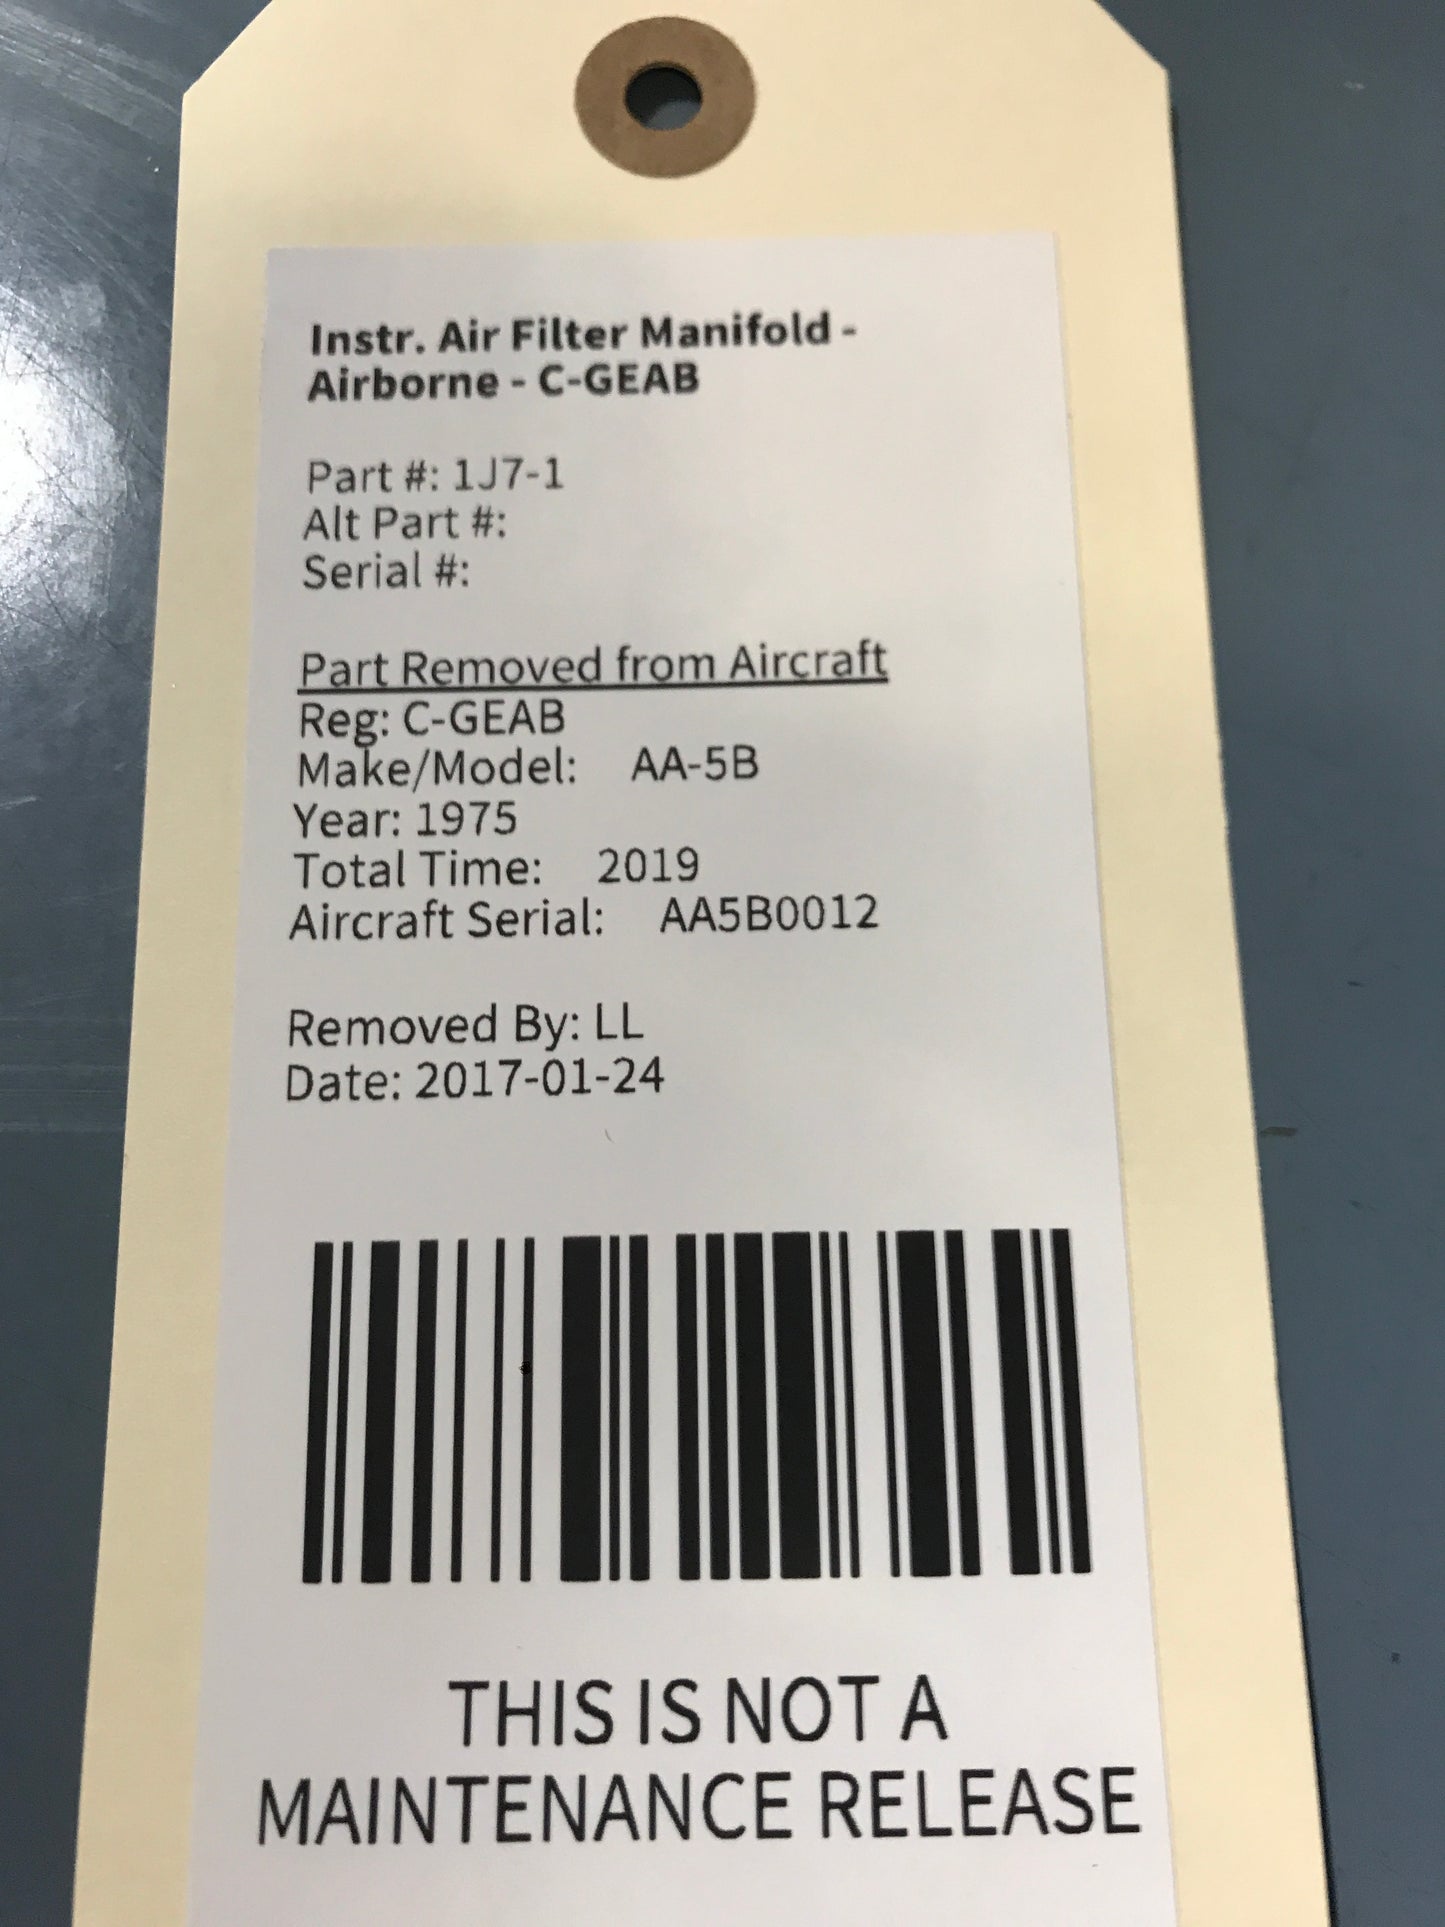 Instr. Air Filter Manifold -
Airborne - C-GEAB
Part #: 1J7-1
Alt Part #:
Serial #:
Part Removed from Aircraft
Reg: C-GEAB
Make/Model: AA-5B
Year: 1975
Total Time: 2019
Aircraft Serial: AA5B0012
Removed By: LL
Date: 2017-01-24
THIS IS NOT A
MAINTENANCE RELEASE